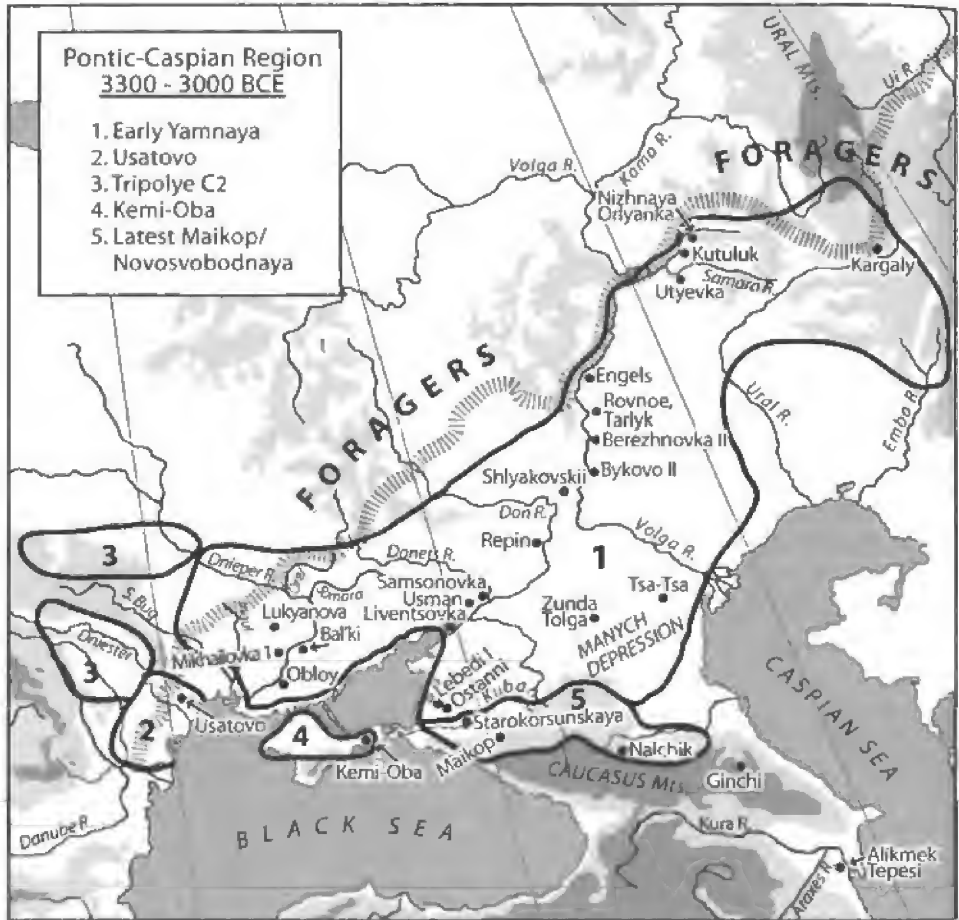 Pontic-Caspian Region
3300 - 3000 BCE
1. Early Yamnaya
2. Usatovo
3. Tripolye C2
4. Kemi-Oba
5. Latest Maikop/
Novosvobodnaya
URAL Mts.
Ui R.
FORAGERS
Kama R.
Volga R.
Nizhnaya
Orlyanka
Kutuluk
Kargaly
Samara R.
Utyevka
FORAGERS
Engels
Rovnoe,
Tarlyk
Berezhnovka II
Bykovo II
Ural R.
Emba R.
Shlyakovskii
Don R.
Repin
Volga R.
1
3
Dnieper R.
Donets R.
Orel
Samara
S. Bug
Samsonovka
Usman
Liventsovka
Tsa-Tsa
Zunda
Tolga
MANYCH
DEPRESSION
Lukyanova
Bal'ki
Dniester
3
Mikhailovka 1
Obloy
Lebedi I
Ostanni
Kuban
5
CASPIAN SEA
2
Usatovo
4
Kemi-Oba
Starokorsunskaya
Maikop
Nalchik
CAUCASUS Mts.
Ginchi
Danube R.
BLACK SEA
Kura R.
Araxes R.
Alikmek
Tepesi